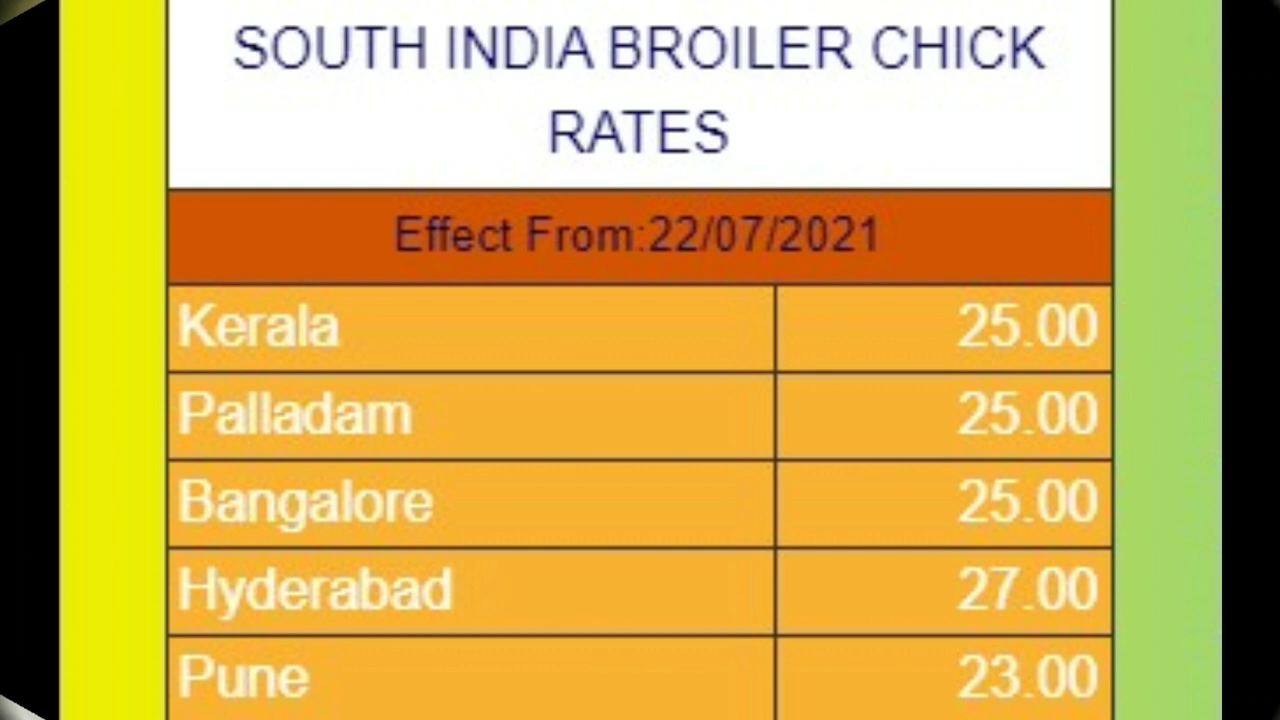 SOUTH INDIA BROILER CHICK
RATES
Effect From:22/07/2021
Kerala 25.00
Palladam 25.00
Bangalore 25.00
Hyderabad 27.00
Pune 23.00